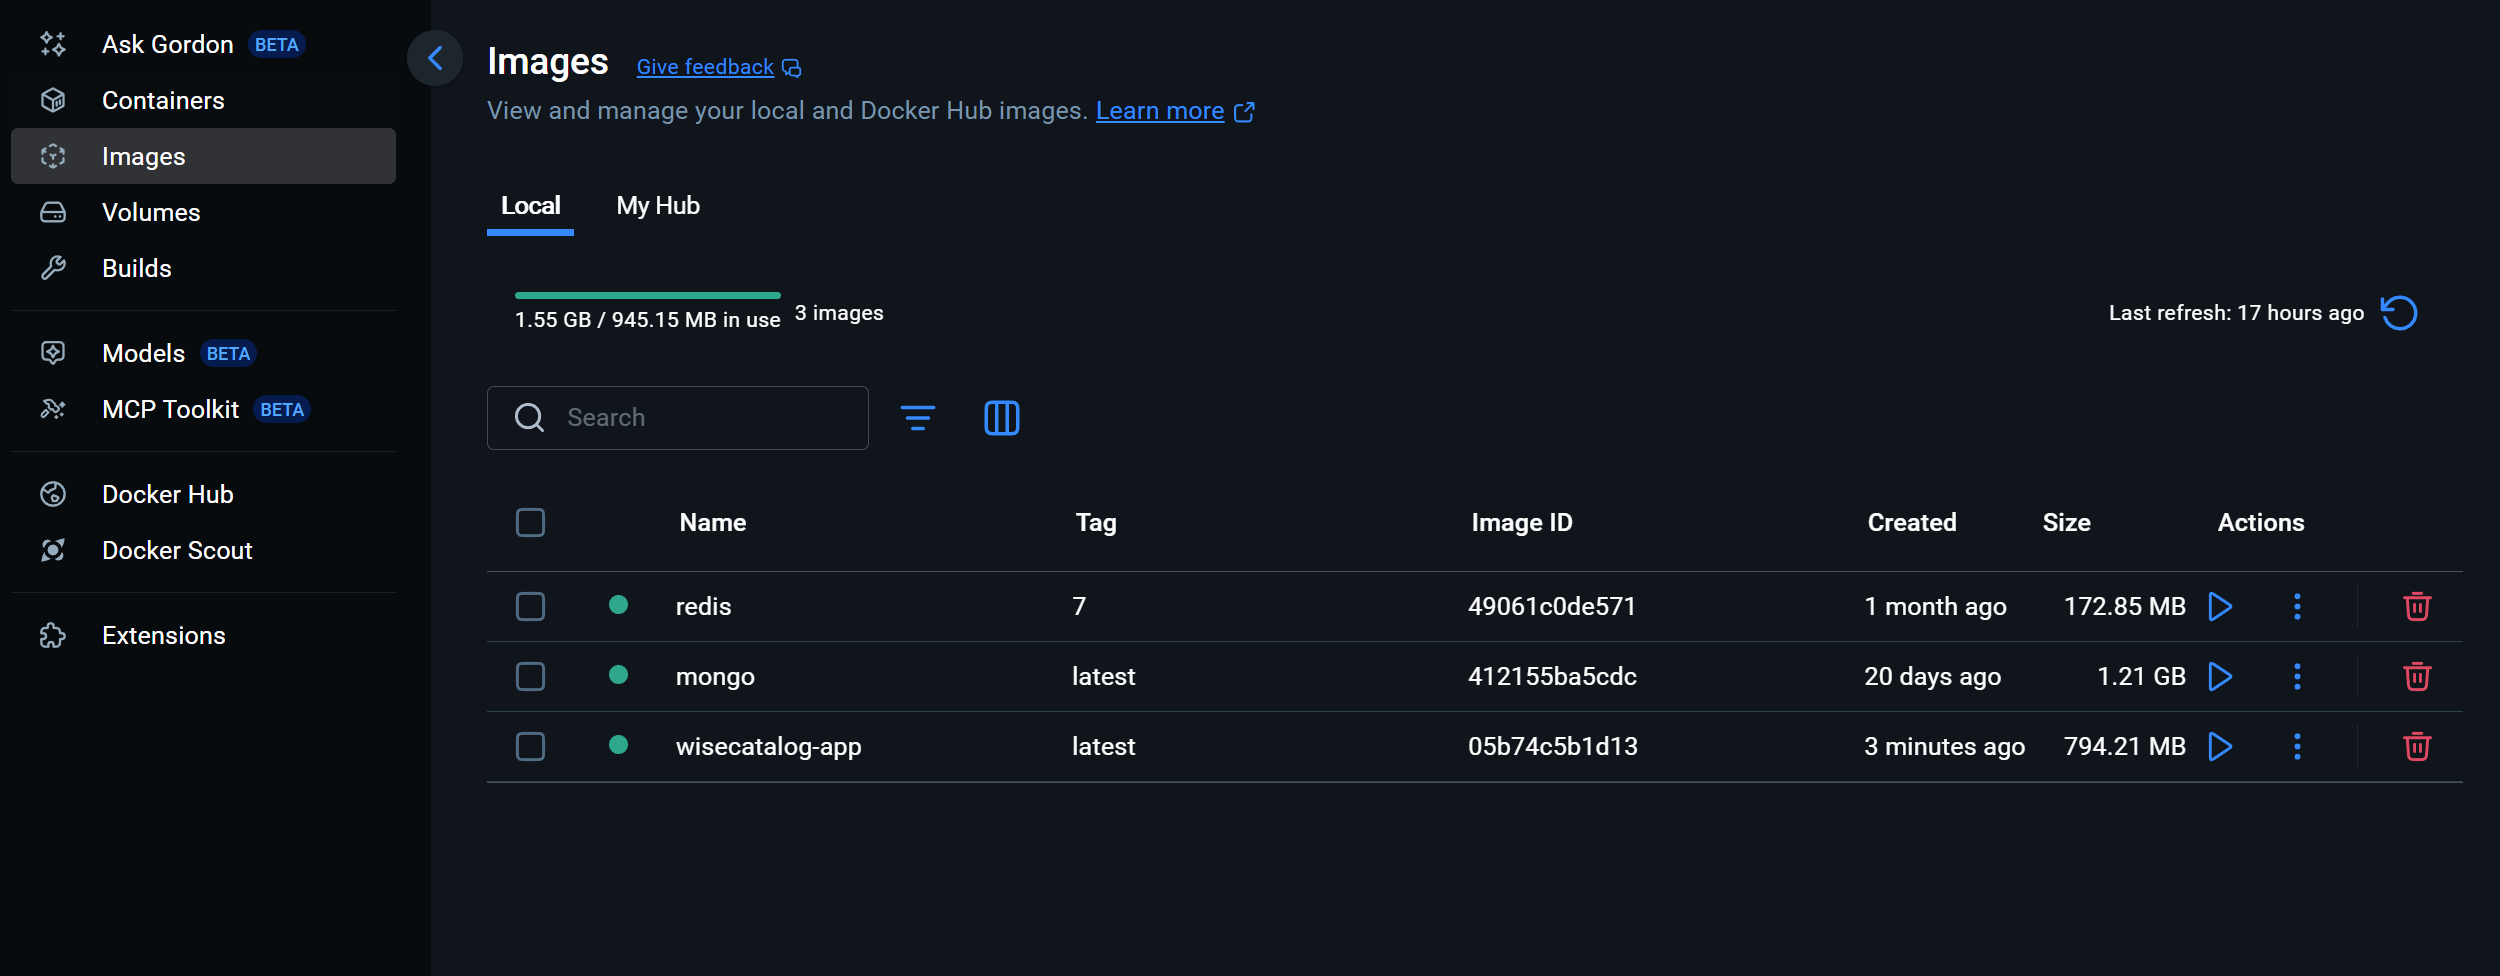 Ask Gordon BETA
Containers
Images
Volumes
Builds
Models BETA
MCP Toolkit BETA
Docker Hub
Docker Scout
Extensions
Images Give feedback
View and manage your local and Docker Hub images. Learn more
Local My Hub
1.55 GB / 945.15 MB in use 3 images
Last refresh: 17 hours ago
Search
Name Tag Image ID Created Size Actions
redis 7 49061c0de571 1 month ago 172.85 MB
mongo latest 412155ba5cdc 20 days ago 1.21 GB
wisecatalog-app latest 05b74c5b1d13 3 minutes ago 794.21 MB